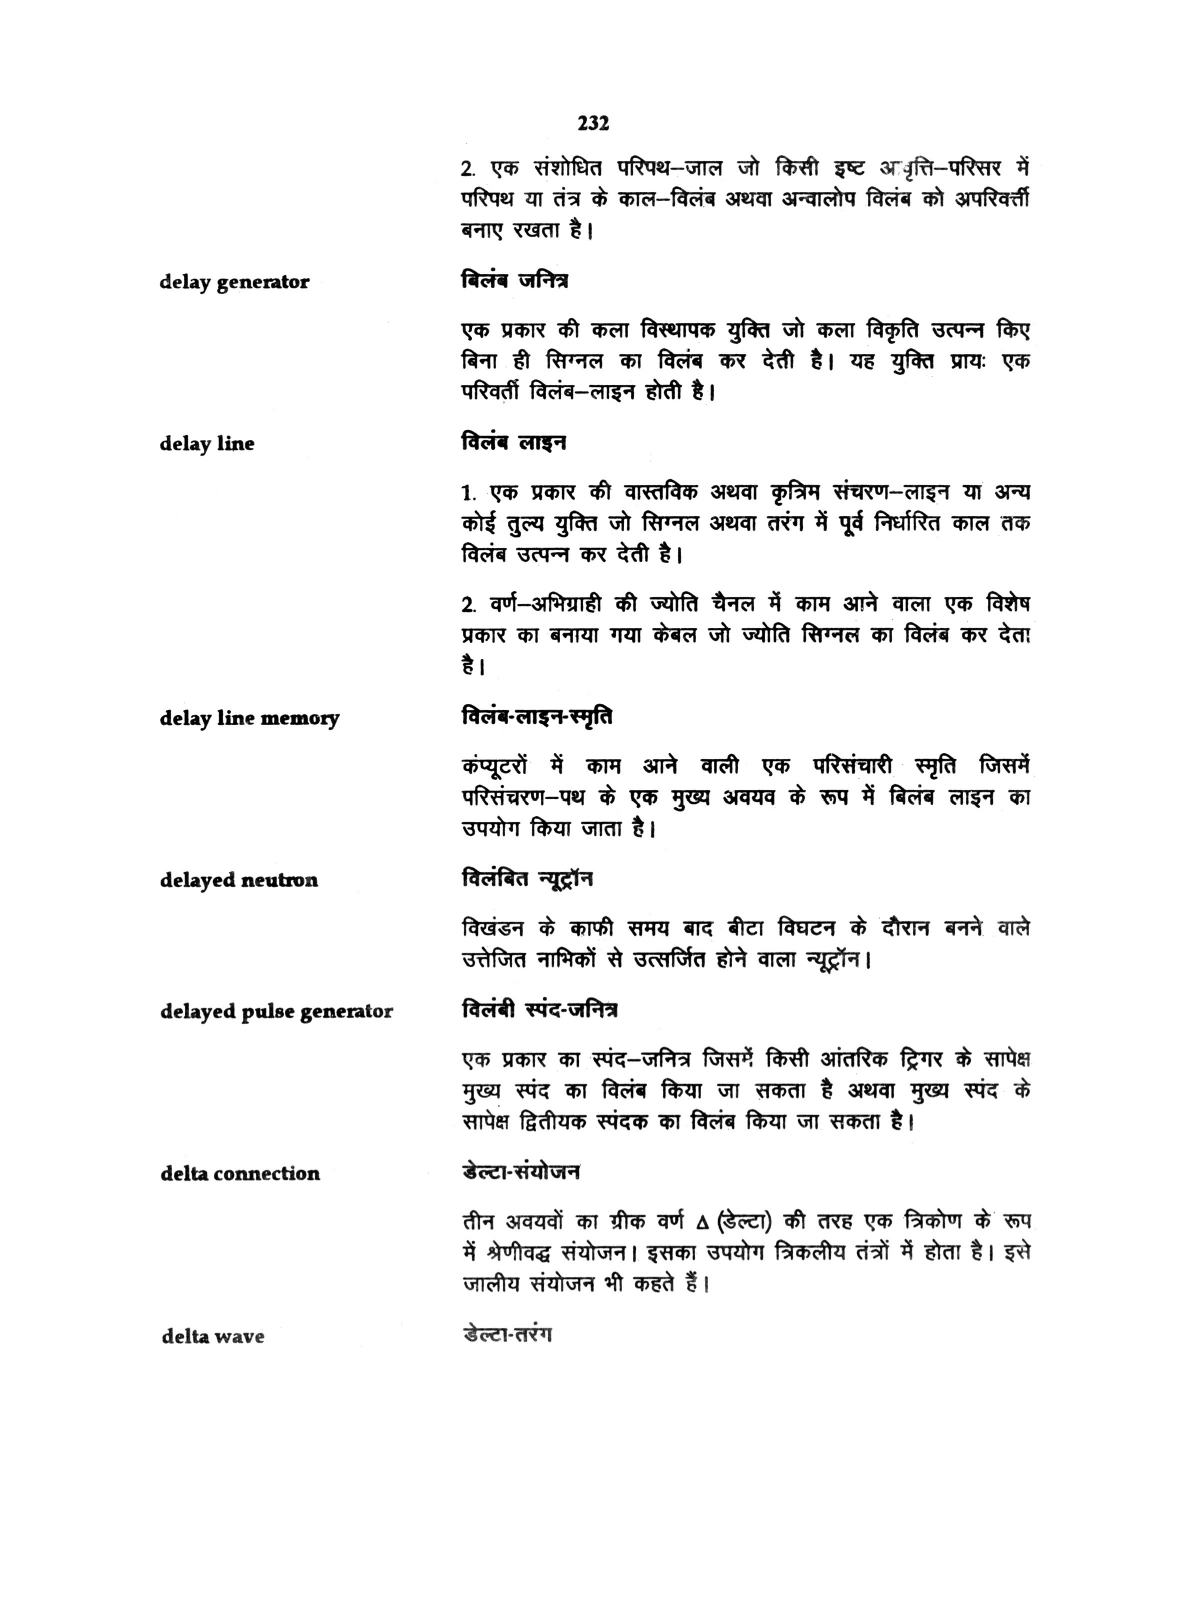 232
2. एक संशोधित परिपथ–जाल जो किसी इष्ट आवृत्ति–परिसर में
परिपथ या तंत्र के काल–विलंब अथवा अन्वालोप विलंब को अपरिवर्त्ती
बनाए रखता है।
delay generator
बिलंब जनित्र
एक प्रकार की कला विस्थापक युक्ति जो कला विकृति उत्पन्न किए
बिना ही सिग्नल का विलंब कर देती है। यह युक्ति प्रायः एक
परिवर्ती विलंब–लाइन होती है।
delay line
विलंब लाइन
1. एक प्रकार की वास्तविक अथवा कृत्रिम संचरण–लाइन या अन्य
कोई तुल्य युक्ति जो सिग्नल अथवा तरंग में पूर्व निर्धारित काल तक
विलंब उत्पन्न कर देती है।
2. वर्ण–अभिग्राही की ज्योति चैनल में काम आने वाला एक विशेष
प्रकार का बनाया गया केबल जो ज्योति सिग्नल का विलंब कर देता
है।
delay line memory
विलंब-लाइन-स्मृति
कंप्यूटरों में काम आने वाली एक परिसंचारी स्मृति जिसमें
परिसंचरण–पथ के एक मुख्य अवयव के रूप में बिलंब लाइन का
उपयोग किया जाता है।
delayed neutron
विलंबित न्यूट्रॉन
विखंडन के काफी समय बाद बीटा विघटन के दौरान बनने वाले
उत्तेजित नाभिकों से उत्सर्जित होने वाला न्यूट्रॉन।
delayed pulse generator
विलंबी स्पंद-जनित्र
एक प्रकार का स्पंद–जनित्र जिसमें किसी आंतरिक ट्रिगर के सापेक्ष
मुख्य स्पंद का विलंब किया जा सकता है अथवा मुख्य स्पंद के
सापेक्ष द्वितीयक स्पंदक का विलंब किया जा सकता है।
delta connection
डेल्टा-संयोजन
तीन अवयवों का ग्रीक वर्ण Δ (डेल्टा) की तरह एक त्रिकोण के रूप
में श्रेणीवद्ध संयोजन। इसका उपयोग त्रिकलीय तंत्रों में होता है। इसे
जालीय संयोजन भी कहते हैं।
delta wave
डेल्टा-तरंग